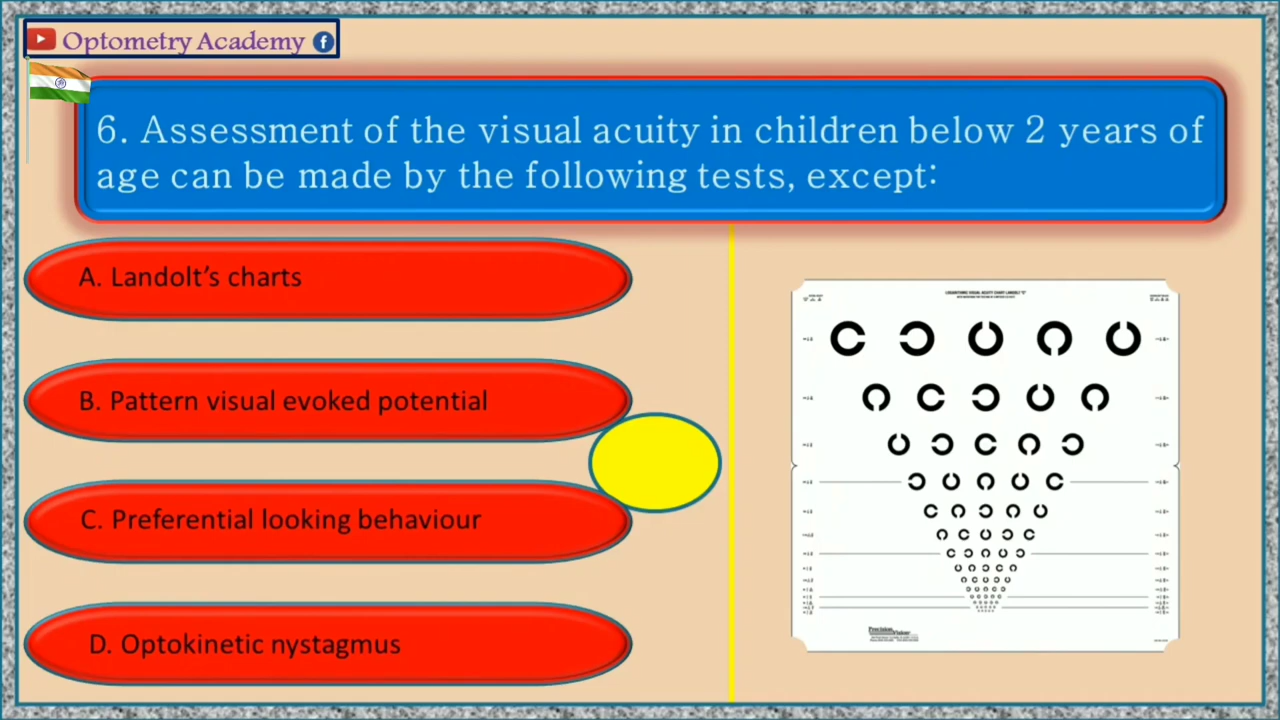 Optometry Academy
6. Assessment of the visual acuity in children below 2 years of
age can be made by the following tests, except:
A. Landolt’s charts
B. Pattern visual evoked potential
C. Preferential looking behaviour
D. Optokinetic nystagmus